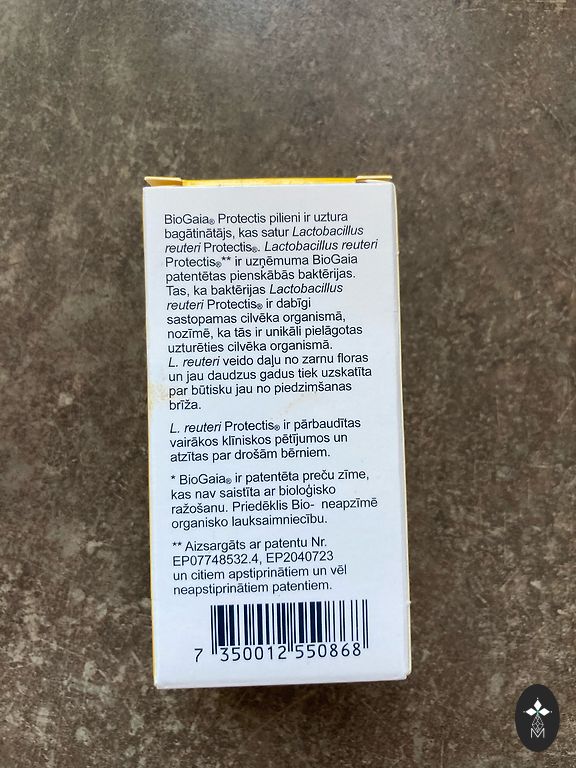 BioGaia® Protectis pilieni ir uztura
bagātinātājs, kas satur Lactobacillus
reuteri Protectis®. Lactobacillus reuteri
Protectis®** ir uzņēmuma BioGaia
patentētas pienskābās baktērijas.
Tas, ka baktērijas Lactobacillus
reuteri Protectis® ir dabīgi
sastopamas cilvēka organismā,
nozīmē, ka tās ir unikāli pielāgotas
uzturēties cilvēka organismā.
L. reuteri veido daļu no zarnu floras
un jau daudzus gadus tiek uzskatīta
par būtisku jau no piedzimšanas
brīža.
L. reuteri Protectis® ir pārbaudītas
vairākos klīniskos pētījumos un
atzītas par drošām bērniem.
* BioGaia® ir patentēta preču zīme,
kas nav saistīta ar bioloģisko
ražošanu. Priedēklis Bio- neapzīmē
organisko lauksaimniecību.
** Aizsargāts ar patentu Nr.
EP07748532.4, EP2040723
un citiem apstiprinātiem un vēl
neapstiprinātiem patentiem.
7 350012 550868
M